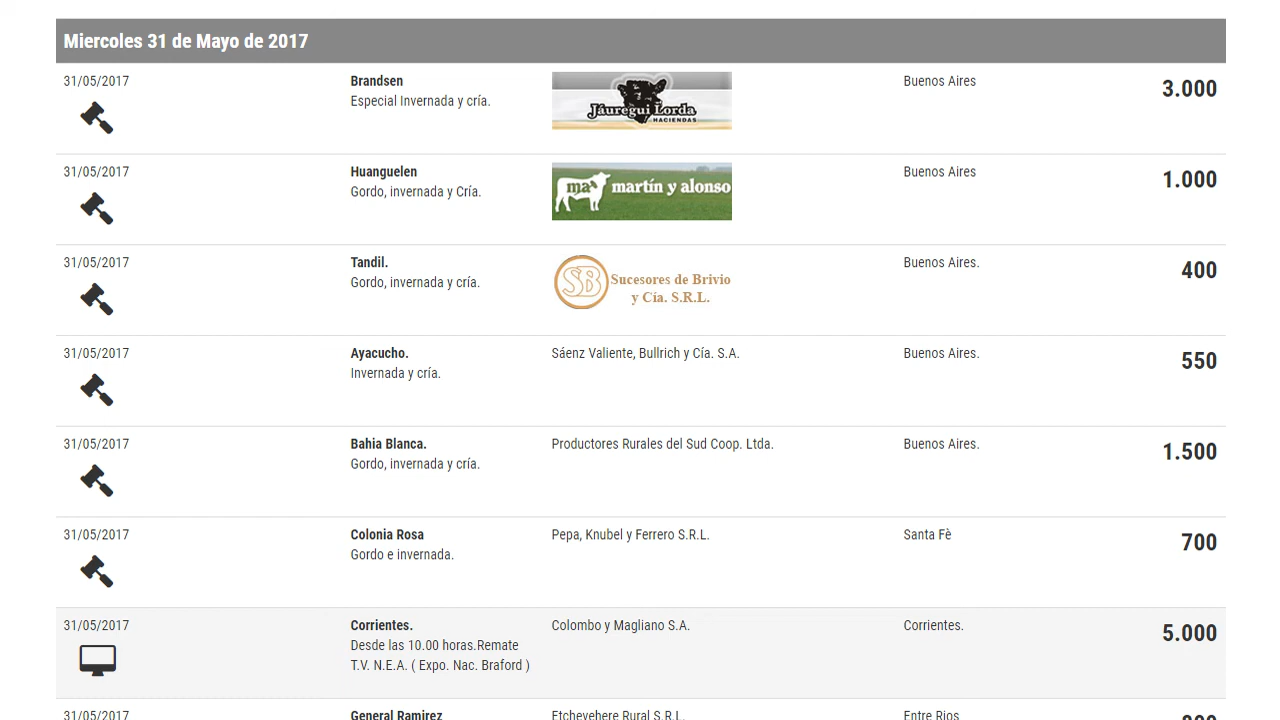 Miercoles 31 de Mayo de 2017
31/05/2017
Brandsen
Especial Invernada y cría.
Jáuregui Lorda
HACIENDAS
Buenos Aires
3.000
31/05/2017
Huanguelen
Gordo, invernada y Cría.
ma
martín y alonso
Buenos Aires
1.000
31/05/2017
Tandil.
Gordo, invernada y cría.
SB
Sucesores de Brivio
y Cía. S.R.L.
Buenos Aires.
400
31/05/2017
Ayacucho.
Invernada y cría.
Sáenz Valiente, Bullrich y Cía. S.A.
Buenos Aires.
550
31/05/2017
Bahia Blanca.
Gordo, invernada y cría.
Productores Rurales del Sud Coop. Ltda.
Buenos Aires.
1.500
31/05/2017
Colonia Rosa
Gordo e invernada.
Pepa, Knubel y Ferrero S.R.L.
Santa Fè
700
31/05/2017
Corrientes.
Desde las 10.00 horas.Remate
T.V. N.E.A. ( Expo. Nac. Braford )
Colombo y Magliano S.A.
Corrientes.
5.000
31/05/2017
General Ramirez
Etchevehere Rural S.R.L.
Entre Rios